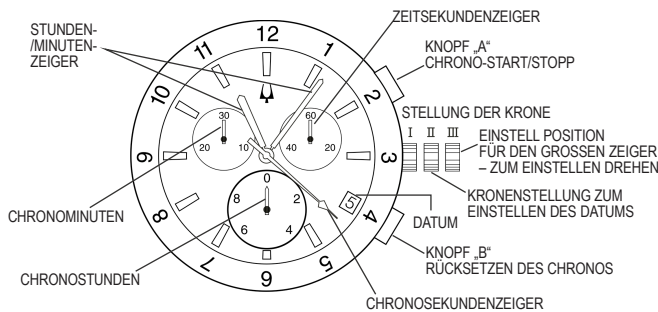 STUNDEN-
/MINUTEN-
ZEIGER
ZEITSEKUNDENZEIGER
KNOPF „A“
CHRONO-START/STOPP
STELLUNG DER KRONE
I II III
EINSTELL POSITION
FÜR DEN GROSSEN ZEIGER
– ZUM EINSTELLEN DREHEN
KRONENSTELLUNG ZUM
EINSTELLEN DES DATUMS
DATUM
KNOPF „B“
RÜCKSETZEN DES CHRONOS
CHRONOSEKUNDENZEIGER
CHRONOMINUTEN
CHRONOSTUNDEN
12
1
2
3
4
5
6
7
8
9
10
11
30
20 10
60
40 20
0
8 2
6 4
5